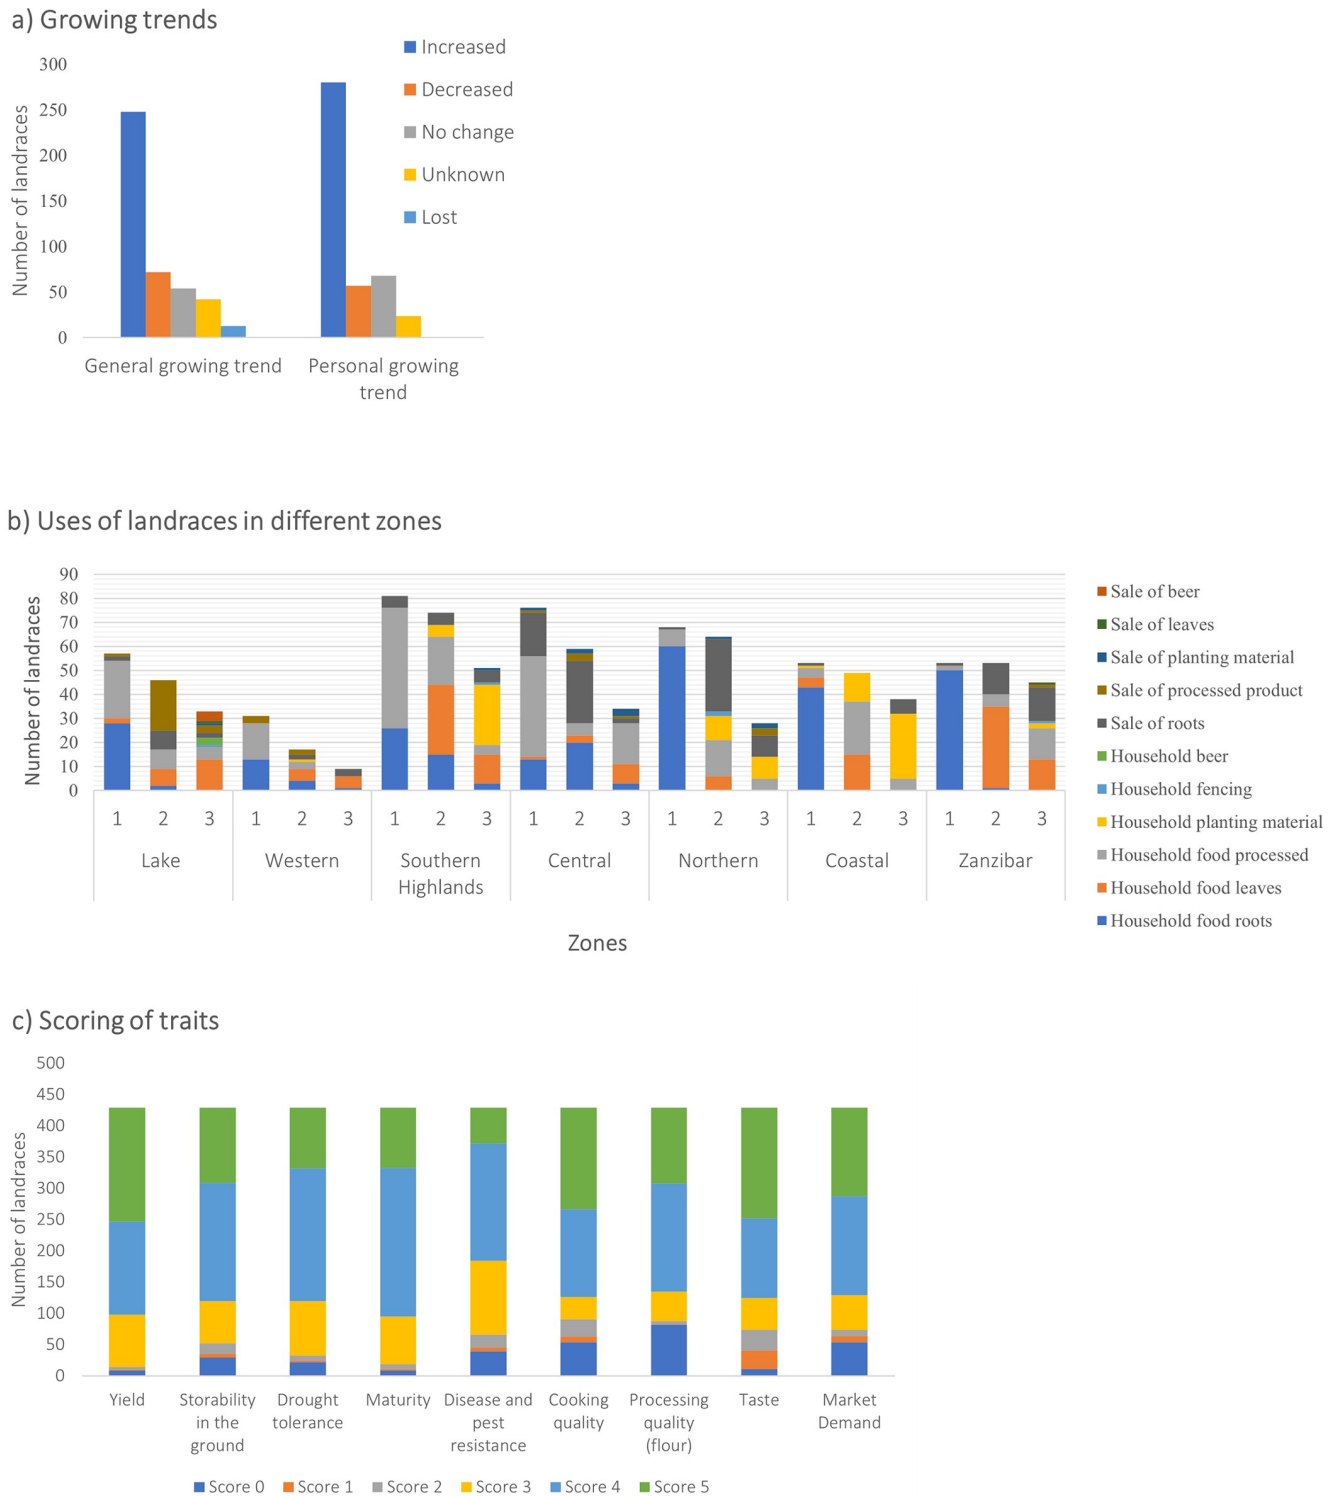 a) Growing trends
Increased
Decreased
No change
Unknown
Lost
Number of landraces
300
250
200
150
100
50
0
General growing trend
Personal growing
trend
b) Uses of landraces in different zones
Number of landraces
90
80
70
60
50
40
30
20
10
0
1 2 3 1 2 3 1 2 3 1 2 3 1 2 3 1 2 3 1 2 3
Lake Western Southern Central Northern Coastal Zanzibar
Highlands
Zones
Sale of beer
Sale of leaves
Sale of planting material
Sale of processed product
Sale of roots
Household beer
Household fencing
Household planting material
Household food processed
Household food leaves
Household food roots
c) Scoring of traits
Number of landraces
500
450
400
350
300
250
200
150
100
50
0
Yield
Storability
in the
ground
Drought
tolerance
Maturity
Disease and
pest
resistance
Cooking
quality
Processing
quality
(flour)
Taste
Market
Demand
Score 0 Score 1 Score 2 Score 3 Score 4 Score 5